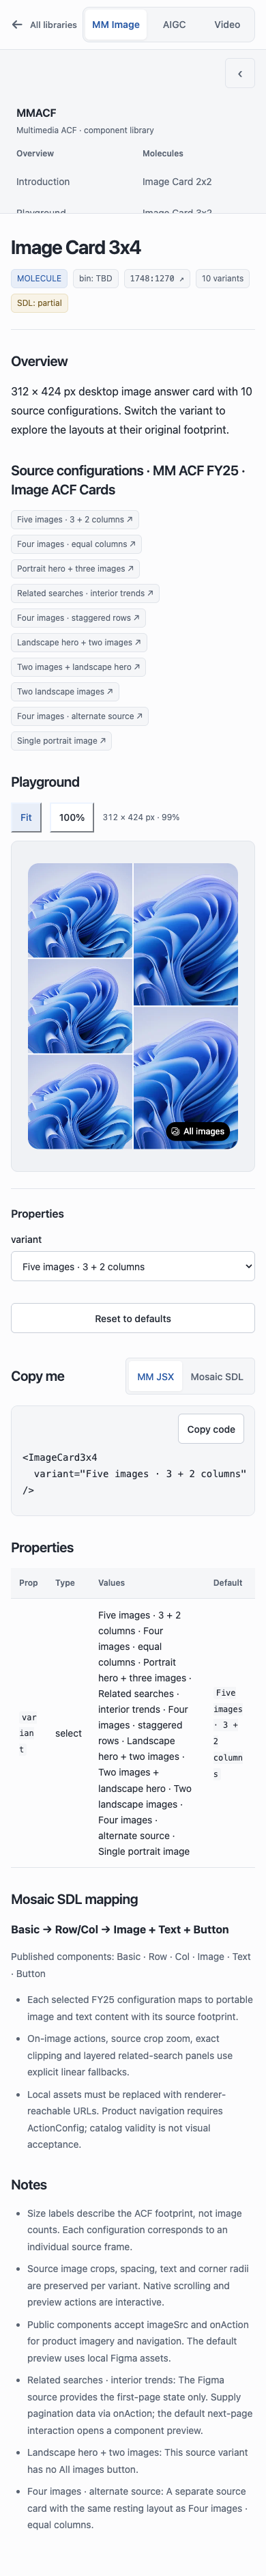 ← All libraries MM Image AIGC Video
‹
MMACF
Multimedia ACF · component library
Overview Molecules
Introduction Image Card 2x2
Playground Image Card 3x2
Image Card 3x4
MOLECULE bin: TBD 1748:1270 ↗ 10 variants
SDL: partial
Overview
312 × 424 px desktop image answer card with 10
source configurations. Switch the variant to
explore the layouts at their original footprint.
Source configurations · MM ACF FY25 ·
Image ACF Cards
Five images · 3 + 2 columns ↗
Four images · equal columns ↗
Portrait hero + three images ↗
Related searches · interior trends ↗
Four images · staggered rows ↗
Landscape hero + two images ↗
Two images + landscape hero ↗
Two landscape images ↗
Four images · alternate source ↗
Single portrait image ↗
Playground
Fit 100% 312 × 424 px · 99%
All images
Properties
variant
Five images · 3 + 2 columns
Reset to defaults
Copy me MM JSX Mosaic SDL
Copy code
<ImageCard3x4
variant="Five images · 3 + 2 columns"
/>
Properties
Prop Type Values Default
Five images · 3 + 2
columns · Four
images · equal
columns · Portrait
hero + three images ·
Related searches ·
interior trends · Four
images · staggered
rows · Landscape
hero + two images ·
Two images +
landscape hero · Two
landscape images ·
Four images ·
alternate source ·
Single portrait image
var
ian
t
select
Five
images
· 3 +
2
column
s
Mosaic SDL mapping
Basic → Row/Col → Image + Text + Button
Published components: Basic · Row · Col · Image · Text
· Button
• Each selected FY25 configuration maps to portable
image and text content with its source footprint.
• On-image actions, source crop zoom, exact
clipping and layered related-search panels use
explicit linear fallbacks.
• Local assets must be replaced with renderer-
reachable URLs. Product navigation requires
ActionConfig; catalog validity is not visual
acceptance.
Notes
• Size labels describe the ACF footprint, not image
counts. Each configuration corresponds to an
individual source frame.
• Source image crops, spacing, text and corner radii
are preserved per variant. Native scrolling and
preview actions are interactive.
• Public components accept imageSrc and onAction
for product imagery and navigation. The default
preview uses local Figma assets.
• Related searches · interior trends: The Figma
source provides the first-page state only. Supply
pagination data via onAction; the default next-page
interaction opens a component preview.
• Landscape hero + two images: This source variant
has no All images button.
• Four images · alternate source: A separate source
card with the same resting layout as Four images ·
equal columns.